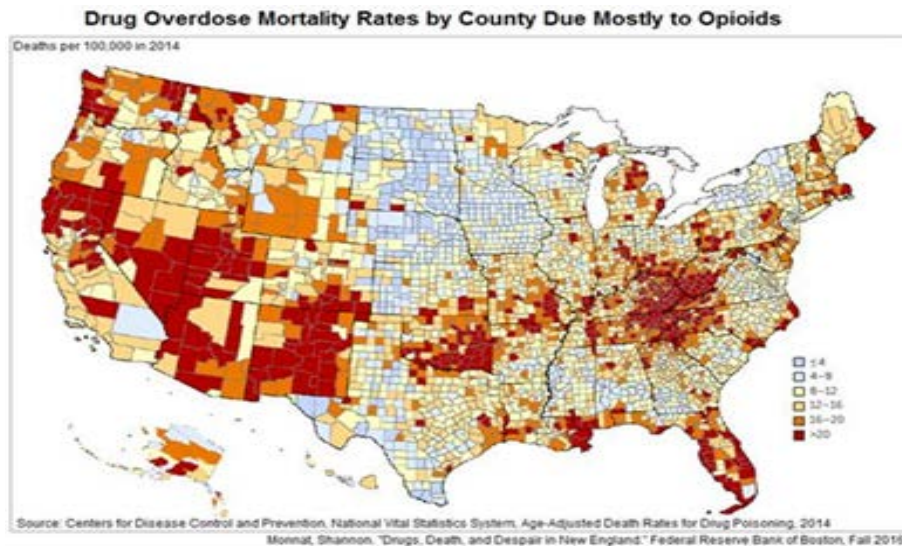 Drug Overdose Mortality Rates by County Due Mostly to Opioids
Deaths per 100,000 in 2014
≤4
4-8
8-12
12-16
16-20
>20
Source: Centers for Disease Control and Prevention, National Vital Statistics System, Age-Adjusted Death Rates for Drug Poisoning, 2014
Monnat, Shannon. "Drugs, Death, and Despair in New England." Federal Reserve Bank of Boston, Fall 2016